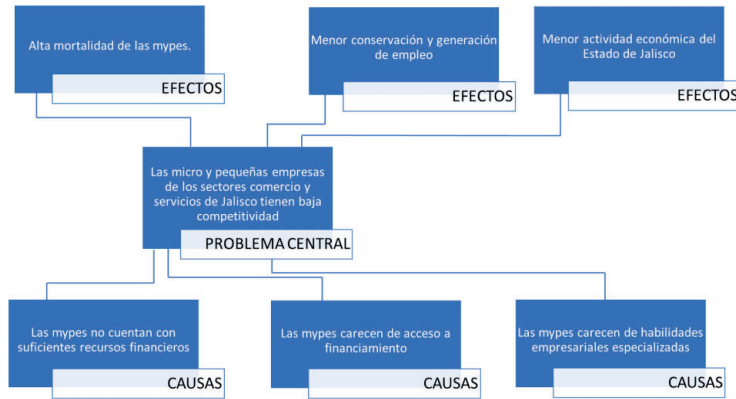 Alta mortalidad de las mypes.
EFECTOS
Menor conservación y generación
de empleo
EFECTOS
Menor actividad económica del
Estado de Jalisco
EFECTOS
Las micro y pequeñas empresas
de los sectores comercio y
servicios de Jalisco tienen baja
competitividad
PROBLEMA CENTRAL
Las mypes no cuentan con
suficientes recursos financieros
CAUSAS
Las mypes carecen de acceso a
financiamiento
CAUSAS
Las mypes carecen de habilidades
empresariales especializadas
CAUSAS